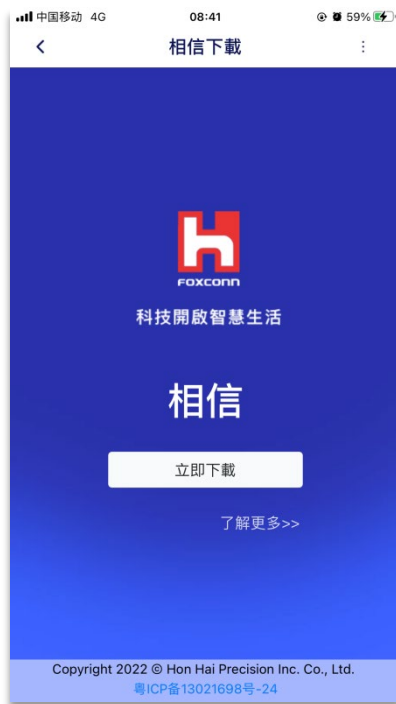 中国移动 4G 08:41 59%
相信下載
FOXCONN
科技開啟智慧生活
相信
立即下載
了解更多>>
Copyright 2022 © Hon Hai Precision Inc. Co., Ltd.
粤ICP备13021698号-24